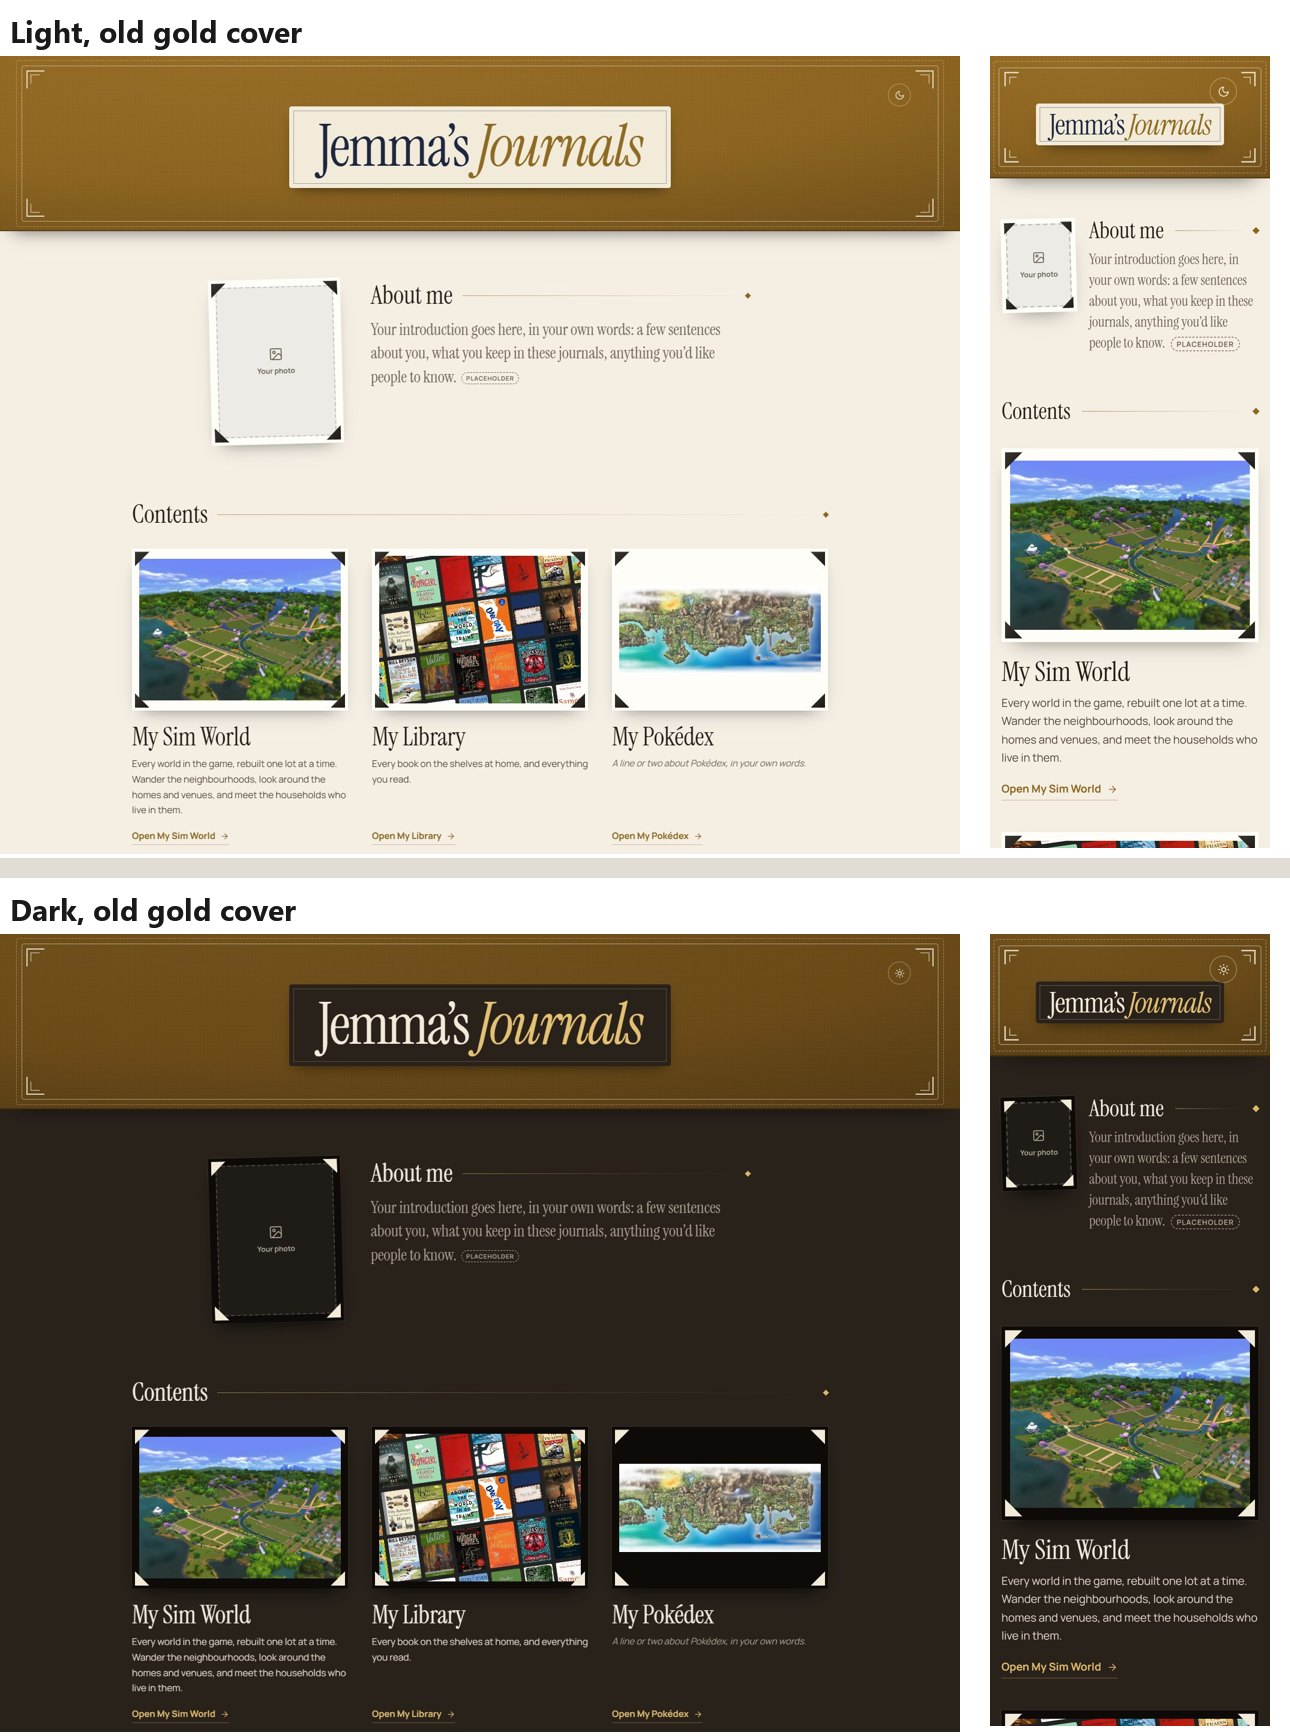 Light, old gold cover
Jemma's Journals
About me
Your photo
Your introduction goes here, in your own words: a few sentences
about you, what you keep in these journals, anything you'd like
people to know. PLACEHOLDER
Contents
My Sim World
Every world in the game, rebuilt one lot at a time.
Wander the neighbourhoods, look around the
homes and venues, and meet the households who
live in them.
Open My Sim World →
My Library
Every book on the shelves at home, and everything
you read.
Open My Library →
My Pokédex
A line or two about Pokédex, in your own words.
Open My Pokédex →
Jemma's Journals
About me
Your photo
Your introduction goes here, in
your own words: a few sentences
about you, what you keep in these
journals, anything you'd like
people to know. PLACEHOLDER
Contents
My Sim World
Every world in the game, rebuilt one lot at a time.
Wander the neighbourhoods, look around the
homes and venues, and meet the households who
live in them.
Open My Sim World →
Dark, old gold cover
Jemma's Journals
About me
Your photo
Your introduction goes here, in your own words: a few sentences
about you, what you keep in these journals, anything you'd like
people to know. PLACEHOLDER
Contents
My Sim World
Every world in the game, rebuilt one lot at a time.
Wander the neighbourhoods, look around the
homes and venues, and meet the households who
live in them.
Open My Sim World →
My Library
Every book on the shelves at home, and everything
you read.
Open My Library →
My Pokédex
A line or two about Pokédex, in your own words.
Open My Pokédex →
Jemma's Journals
About me
Your photo
Your introduction goes here, in
your own words: a few sentences
about you, what you keep in these
journals, anything you'd like
people to know. PLACEHOLDER
Contents
My Sim World
Every world in the game, rebuilt one lot at a time.
Wander the neighbourhoods, look around the
homes and venues, and meet the households who
live in them.
Open My Sim World →